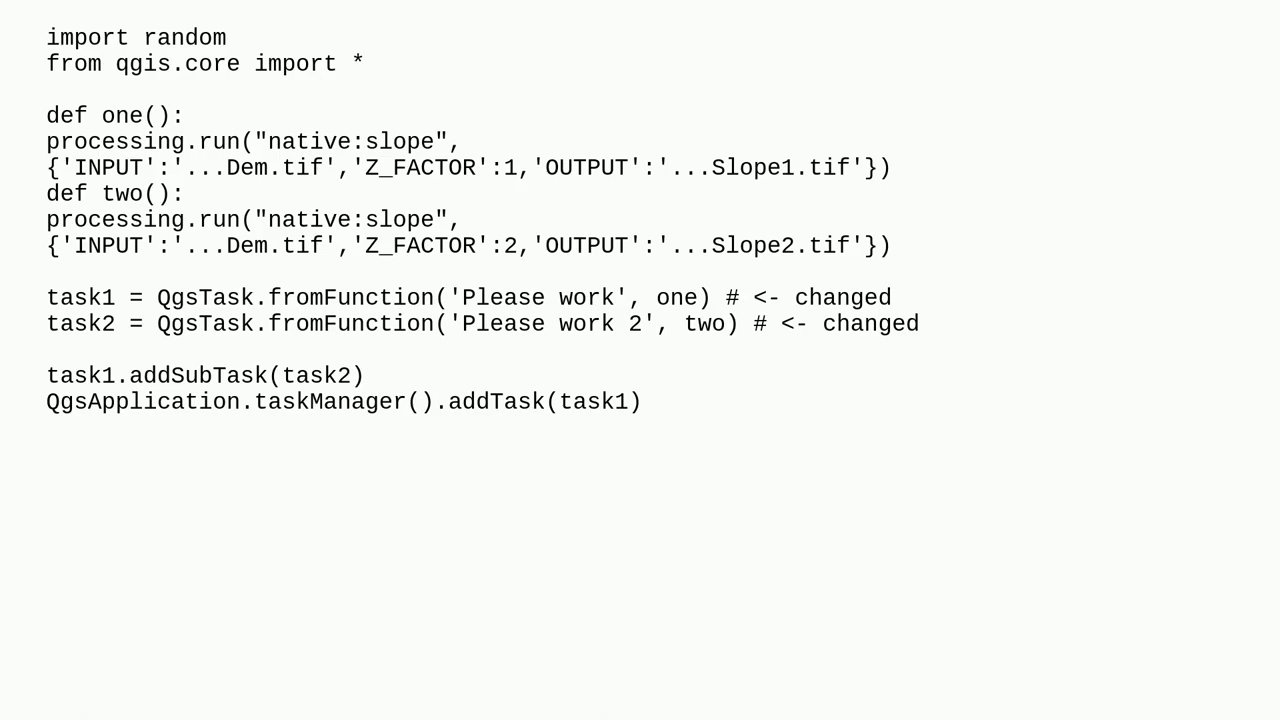 import random
from qgis.core import *

def one():
processing.run("native:slope",
{'INPUT':'...Dem.tif','Z_FACTOR':1,'OUTPUT':'...Slope1.tif'})
def two():
processing.run("native:slope",
{'INPUT':'...Dem.tif','Z_FACTOR':2,'OUTPUT':'...Slope2.tif'})

task1 = QgsTask.fromFunction('Please work', one) # <- changed
task2 = QgsTask.fromFunction('Please work 2', two) # <- changed

task1.addSubTask(task2)
QgsApplication.taskManager().addTask(task1)